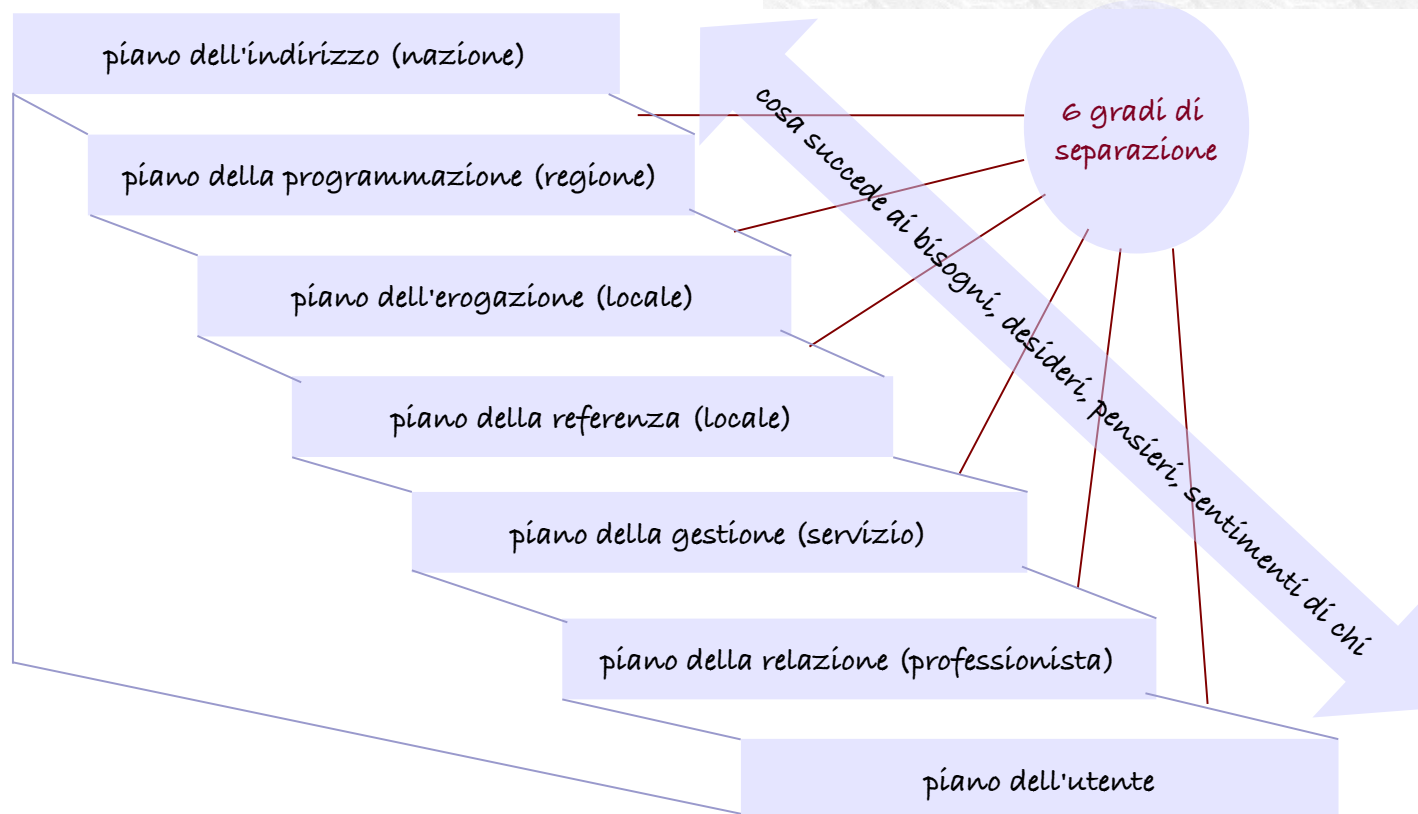 piano dell'indirizzo (nazione)
6 gradi di
separazione
cosa succede ai bisogni, desideri, pensieri, sentimenti di chi
piano della programmazione (regione)
piano dell'erogazione (locale)
piano della referenza (locale)
piano della gestione (servizio)
piano della relazione (professionista)
piano dell'utente